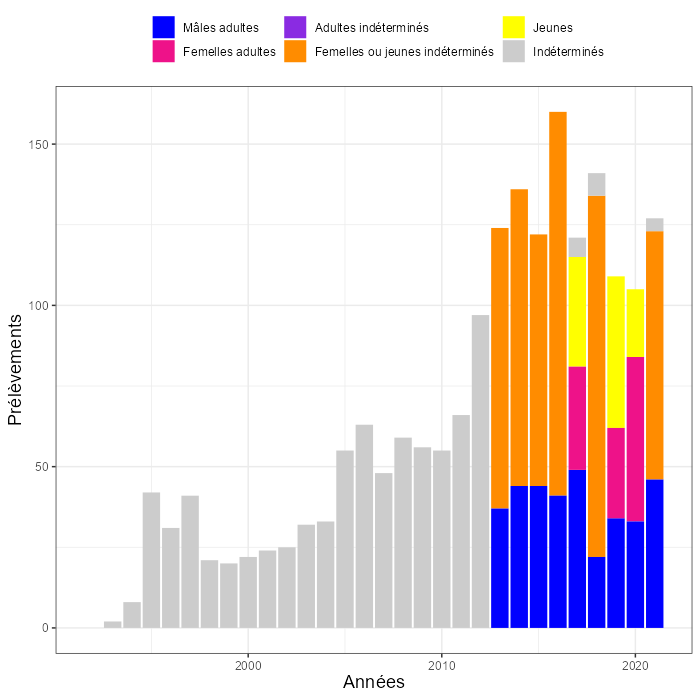 Mâles adultes Adultes indéterminés Jeunes
Femelles adultes Femelles ou jeunes indéterminés Indéterminés
150
100
50
0
Prélèvements
2000 2010 2020
Années